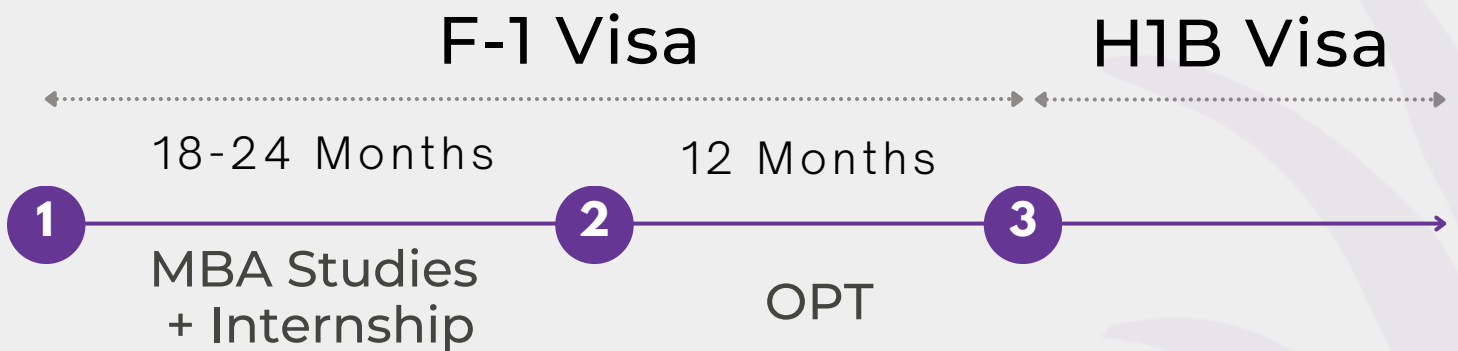 F-1 Visa
H1B Visa
18-24 Months
12 Months
1
2
3
MBA Studies
+ Internship
OPT